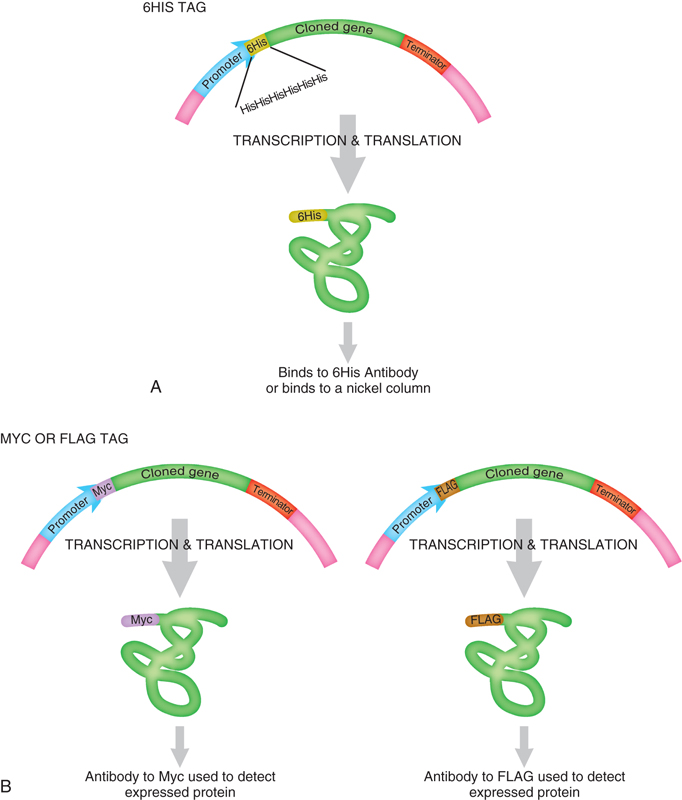 6HIS TAG
Promoter
6His
Cloned gene
Terminator
HisHisHisHisHisHis
TRANSCRIPTION & TRANSLATION
6His
Binds to 6His Antibody
or binds to a nickel column
A
MYC OR FLAG TAG
Promoter
Myc
Cloned gene
Terminator
TRANSCRIPTION & TRANSLATION
Myc
Antibody to Myc used to detect
expressed protein
Promoter
FLAG
Cloned gene
Terminator
TRANSCRIPTION & TRANSLATION
FLAG
Antibody to FLAG used to detect
expressed protein
B